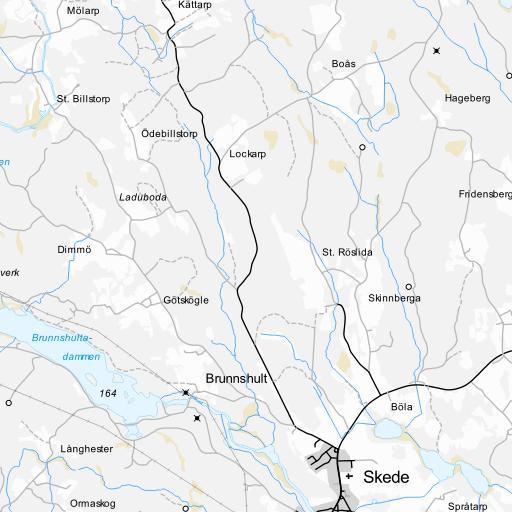 Kättarp
Mölarp
Boås
St. Billstorp
Hageberg
Ödebillstorp
Lockarp
en
Laduboda
Fridensberg
Dimmö
St. Röslida
verk
Götskögle
Skinnberga
Brunnshulta-
dammen
Brunnshult
164
Böla
Långhester
Skede
Ormaskog
Språtarp